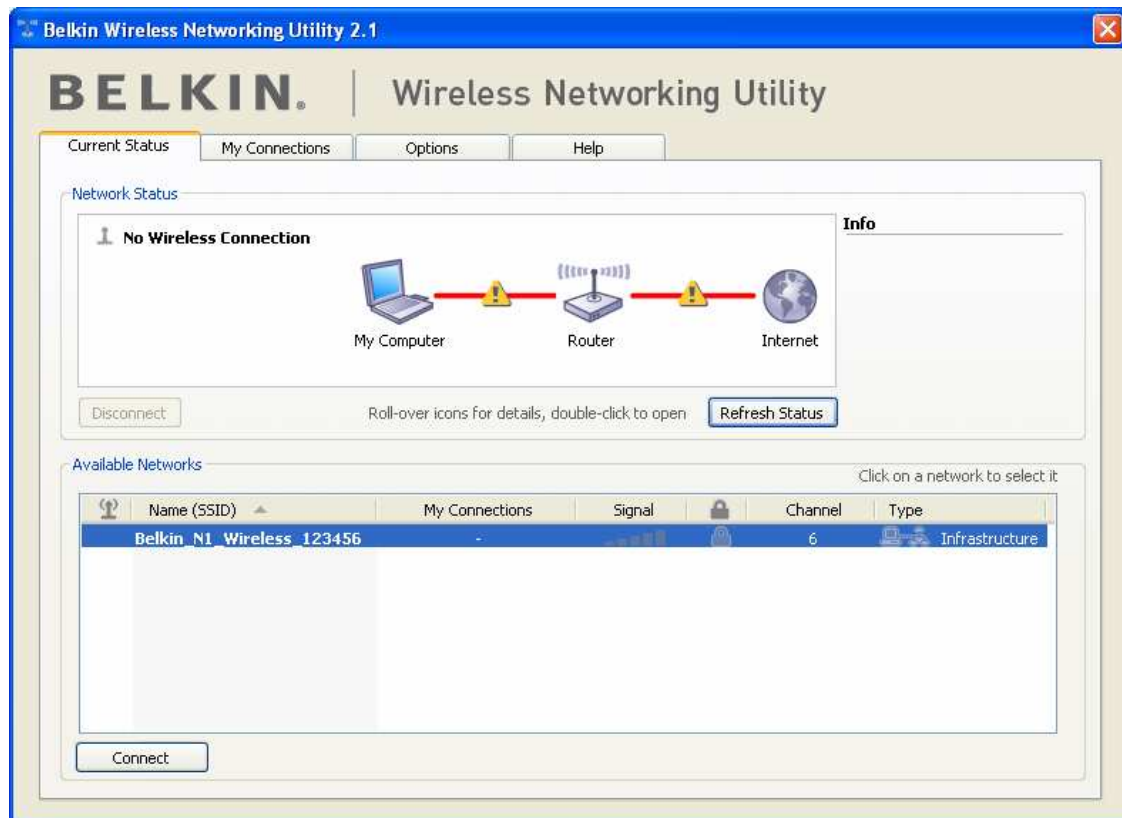 Belkin Wireless Networking Utility 2.1
BELKIN. | Wireless Networking Utility
Current Status My Connections Options Help
Network Status
No Wireless Connection
Info
My Computer Router Internet
Disconnect Roll-over icons for details, double-click to open Refresh Status
Available Networks
Click on a network to select it
Name (SSID) My Connections Signal Channel Type
Belkin_N1_Wireless_123456 - 6 Infrastructure
Connect